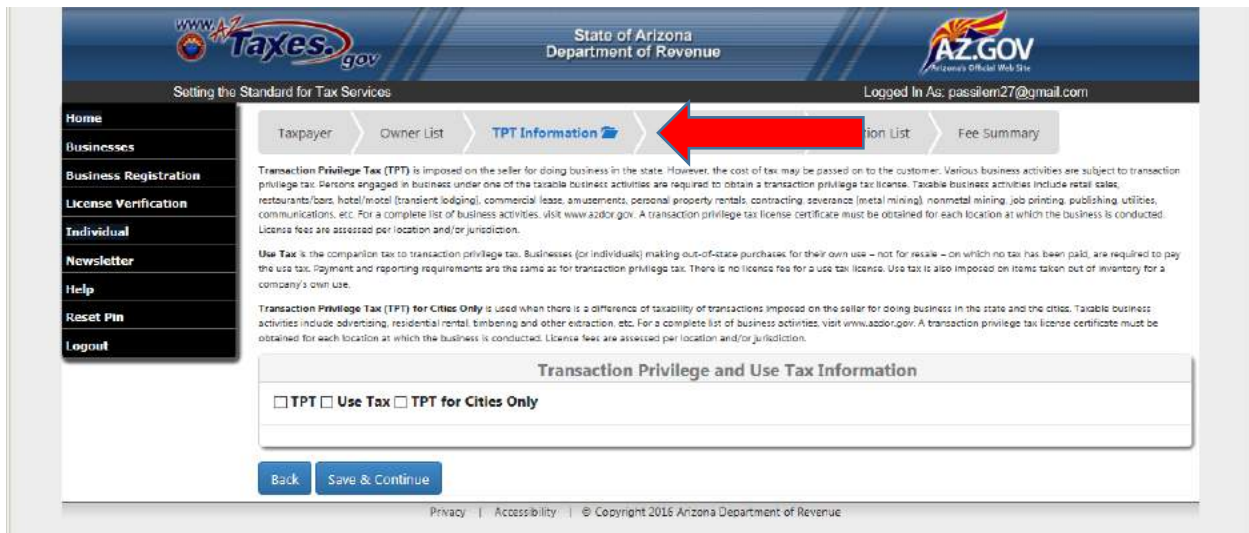 www.AZ
Taxes.gov
State of Arizona
Department of Revenue
AZ.GOV
Arizona's Official Web Site
Setting the Standard for Tax Services
Logged In As: passilem27@gmail.com
Home
Businesses
Business Registration
License Verification
Individual
Newsletter
Help
Reset Pin
Logout
Taxpayer
Owner List
TPT Information
ion List
Fee Summary
Transaction Privilege Tax (TPT) is imposed on the seller for doing business in the state. However, the cost of tax may be passed on to the customer. Various business activities are subject to transaction
privilege tax. Persons engaged in business under one of the taxable business activities are required to obtain a transaction privilege tax license. Taxable business activities include retail sales,
restaurants/bars, hotel/motel (transient lodging), commercial lease, amusements, personal property rentals, contracting, severance (metal mining), nonmetal mining, job printing, publishing, utilities,
communications, etc. For a complete list of business activities, visit www.azdor.gov. A transaction privilege tax license certificate must be obtained for each location at which the business is conducted.
License fees are assessed per location and/or jurisdiction.
Use Tax is the companion tax to transaction privilege tax. Businesses (or individuals) making out-of-state purchases for their own use – not for resale – on which no tax has been paid, are required to pay
the use tax. Payment and reporting requirements are the same as for transaction privilege tax. There is no license fee for a use tax license. Use tax is also imposed on items taken out of inventory for a
company's own use.
Transaction Privilege Tax (TPT) for Cities Only is used when there is a difference of taxability of transactions imposed on the seller for doing business in the state and the cities. Taxable business
activities include advertising, residential rental, timbering and other extraction, etc. For a complete list of business activities, visit www.azdor.gov. A transaction privilege tax license certificate must be
obtained for each location at which the business is conducted. License fees are assessed per location and/or jurisdiction.
Transaction Privilege and Use Tax Information
TPT Use Tax TPT for Cities Only
Back
Save & Continue
Privacy | Accessibility | © Copyright 2016 Arizona Department of Revenue